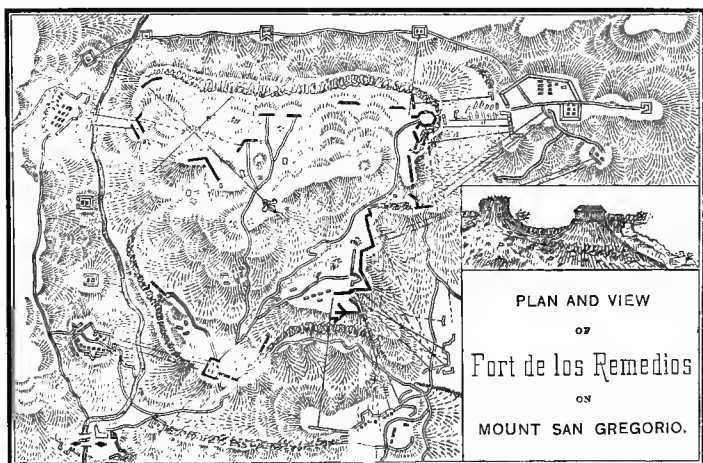 PLAN AND VIEW
OF
Fort de los Remedios
ON
MOUNT SAN GREGORIO.